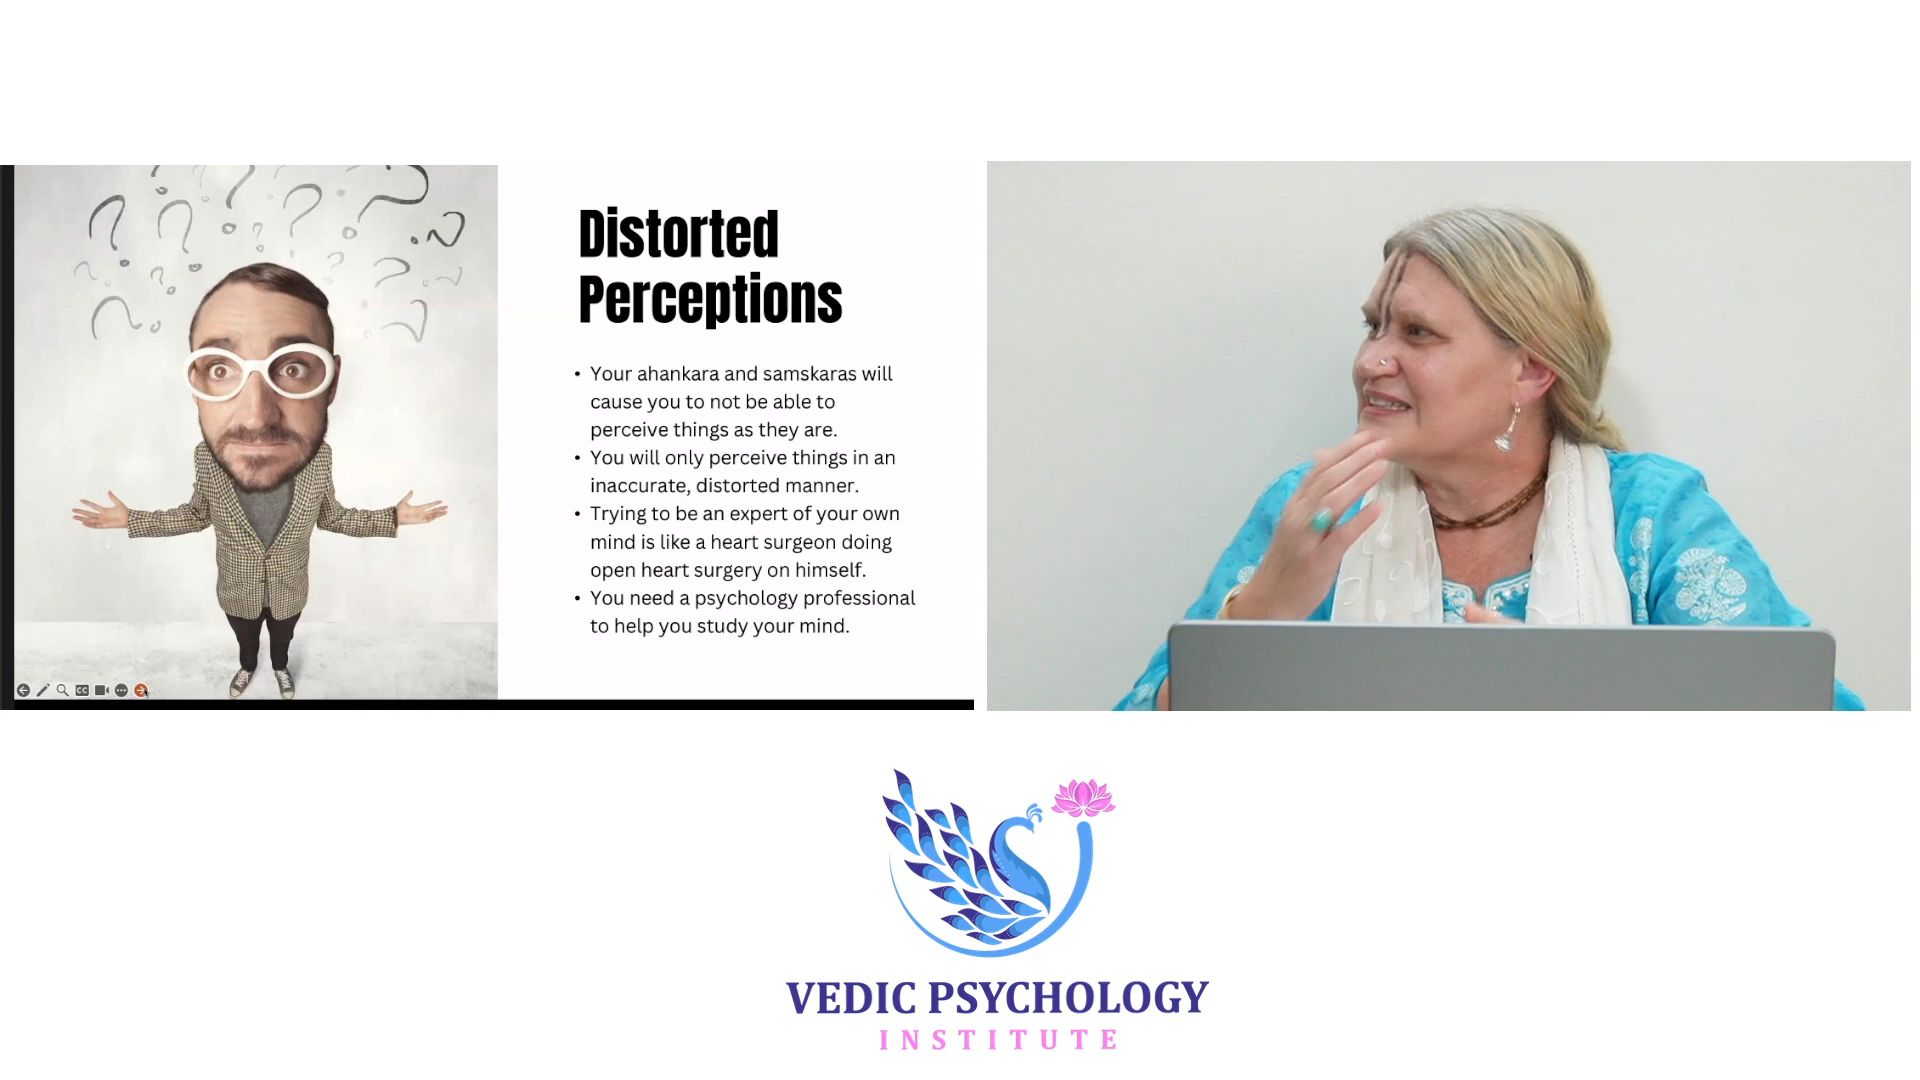 Distorted
Perceptions
• Your ahankara and samskaras will
cause you to not be able to
perceive things as they are.
• You will only perceive things in an
inaccurate, distorted manner.
• Trying to be an expert of your own
mind is like a heart surgeon doing
open heart surgery on himself.
• You need a psychology professional
to help you study your mind.
CC
VEDIC PSYCHOLOGY
INSTITUTE